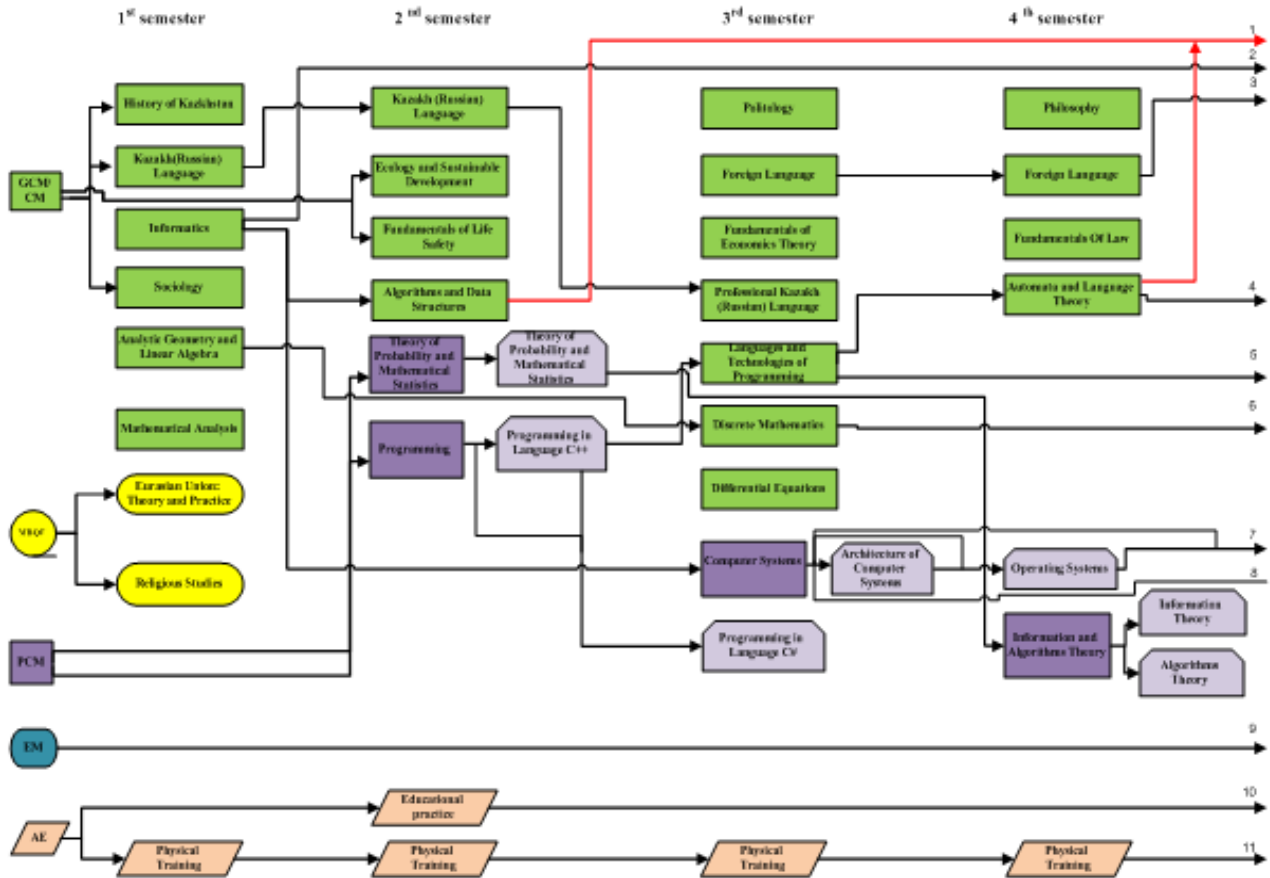 1st semester
2nd semester
3rd semester
4th semester
1
2
3
History of Kazkhstan
Kazakh (Russian)
Language
Politology
Philosophy
Kazakh(Russian)
Language
Ecology and Sustainable
Development
Foreign Language
Foreign Language
GCM/
CM
Informatics
Fundamentals of Life
Safety
Fundamentals of
Economics Theory
Fundamentals Of Law
Sociology
Algorithms and Data
Structures
Professional Kazakh
(Russian) Language
Automata and Language
Theory
4
Analytic Geometry and
Linear Algebra
Theory of
Probability and
Mathematical
Statistics
Theory of
Probability and
Mathematical
Statistics
Languages and
Technologies of
Programming
5
Mathematical Analysis
Programming
Programming in
Language C++
Discrete Mathematics
6
Eurasian Union:
Theory and Practice
Differential Equations
Religious Studies
Computer Systems
Architecture of
Computer
Systems
Operating Systems
7
8
PCM
Programming in
Language C#
Information and
Algorithms Theory
Information
Theory
Algorithms
Theory
EM
9
AE
Educational
practice
10
Physical
Training
Physical
Training
Physical
Training
Physical
Training
11